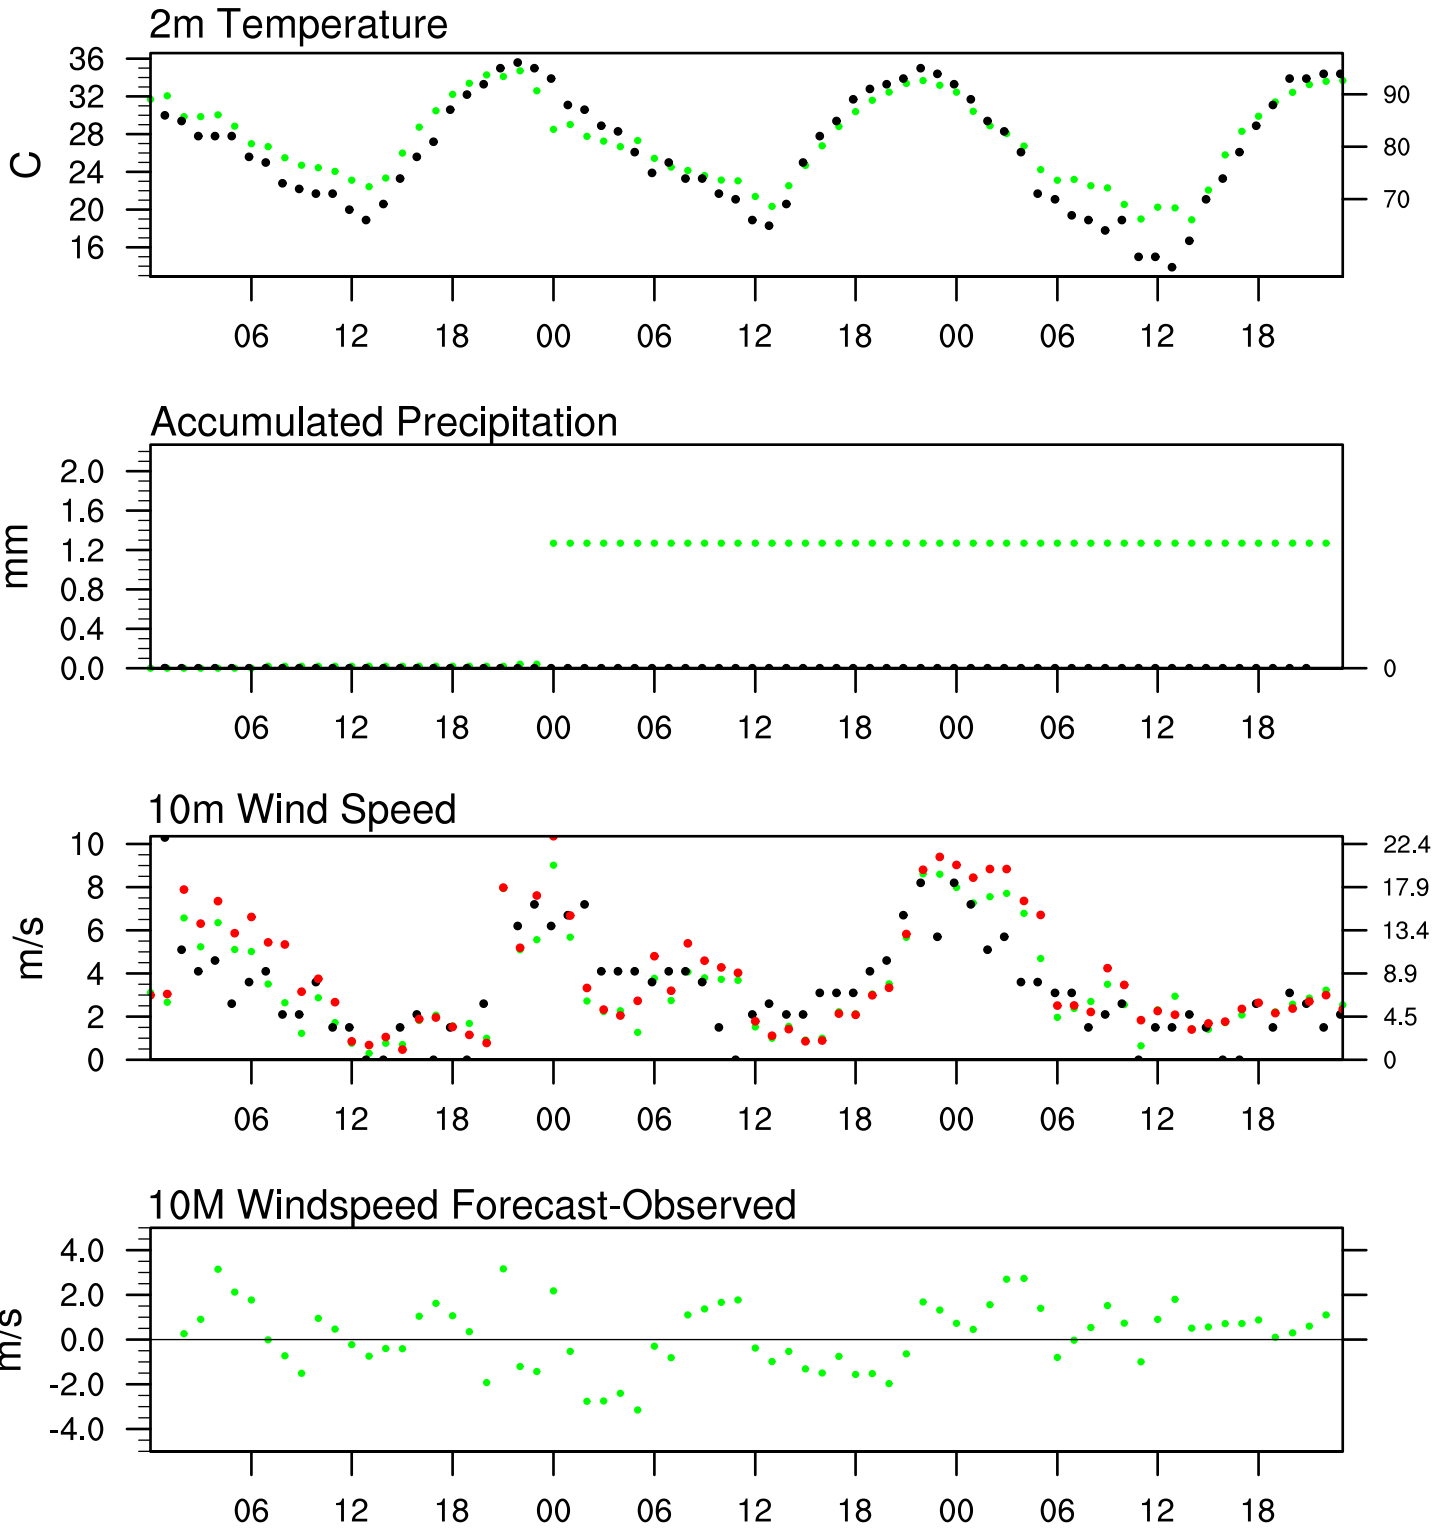 2m Temperature
36
32
28
24
20
16
C
90
80
70
06 12 18 00 06 12 18 00 06 12 18
Accumulated Precipitation
2.0
1.6
1.2
0.8
0.4
0.0
mm
0
06 12 18 00 06 12 18 00 06 12 18
10m Wind Speed
10
8
6
4
2
0
m/s
22.4
17.9
13.4
8.9
4.5
0
06 12 18 00 06 12 18 00 06 12 18
10M Windspeed Forecast-Observed
4.0
2.0
0.0
-2.0
-4.0
m/s
06 12 18 00 06 12 18 00 06 12 18